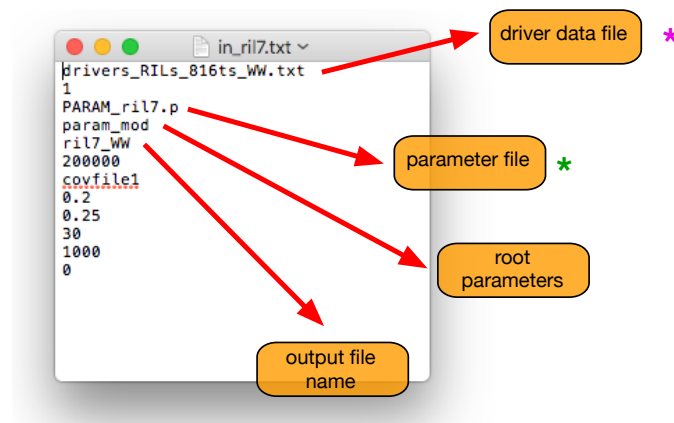 in_ril7.txt
drivers_RILs_816ts_WW.txt
1
PARAM_ril7.p
param_mod
ril7_WW
200000
covfile1
0.2
0.25
30
1000
0
driver data file
*
parameter file
*
root
parameters
output file
name